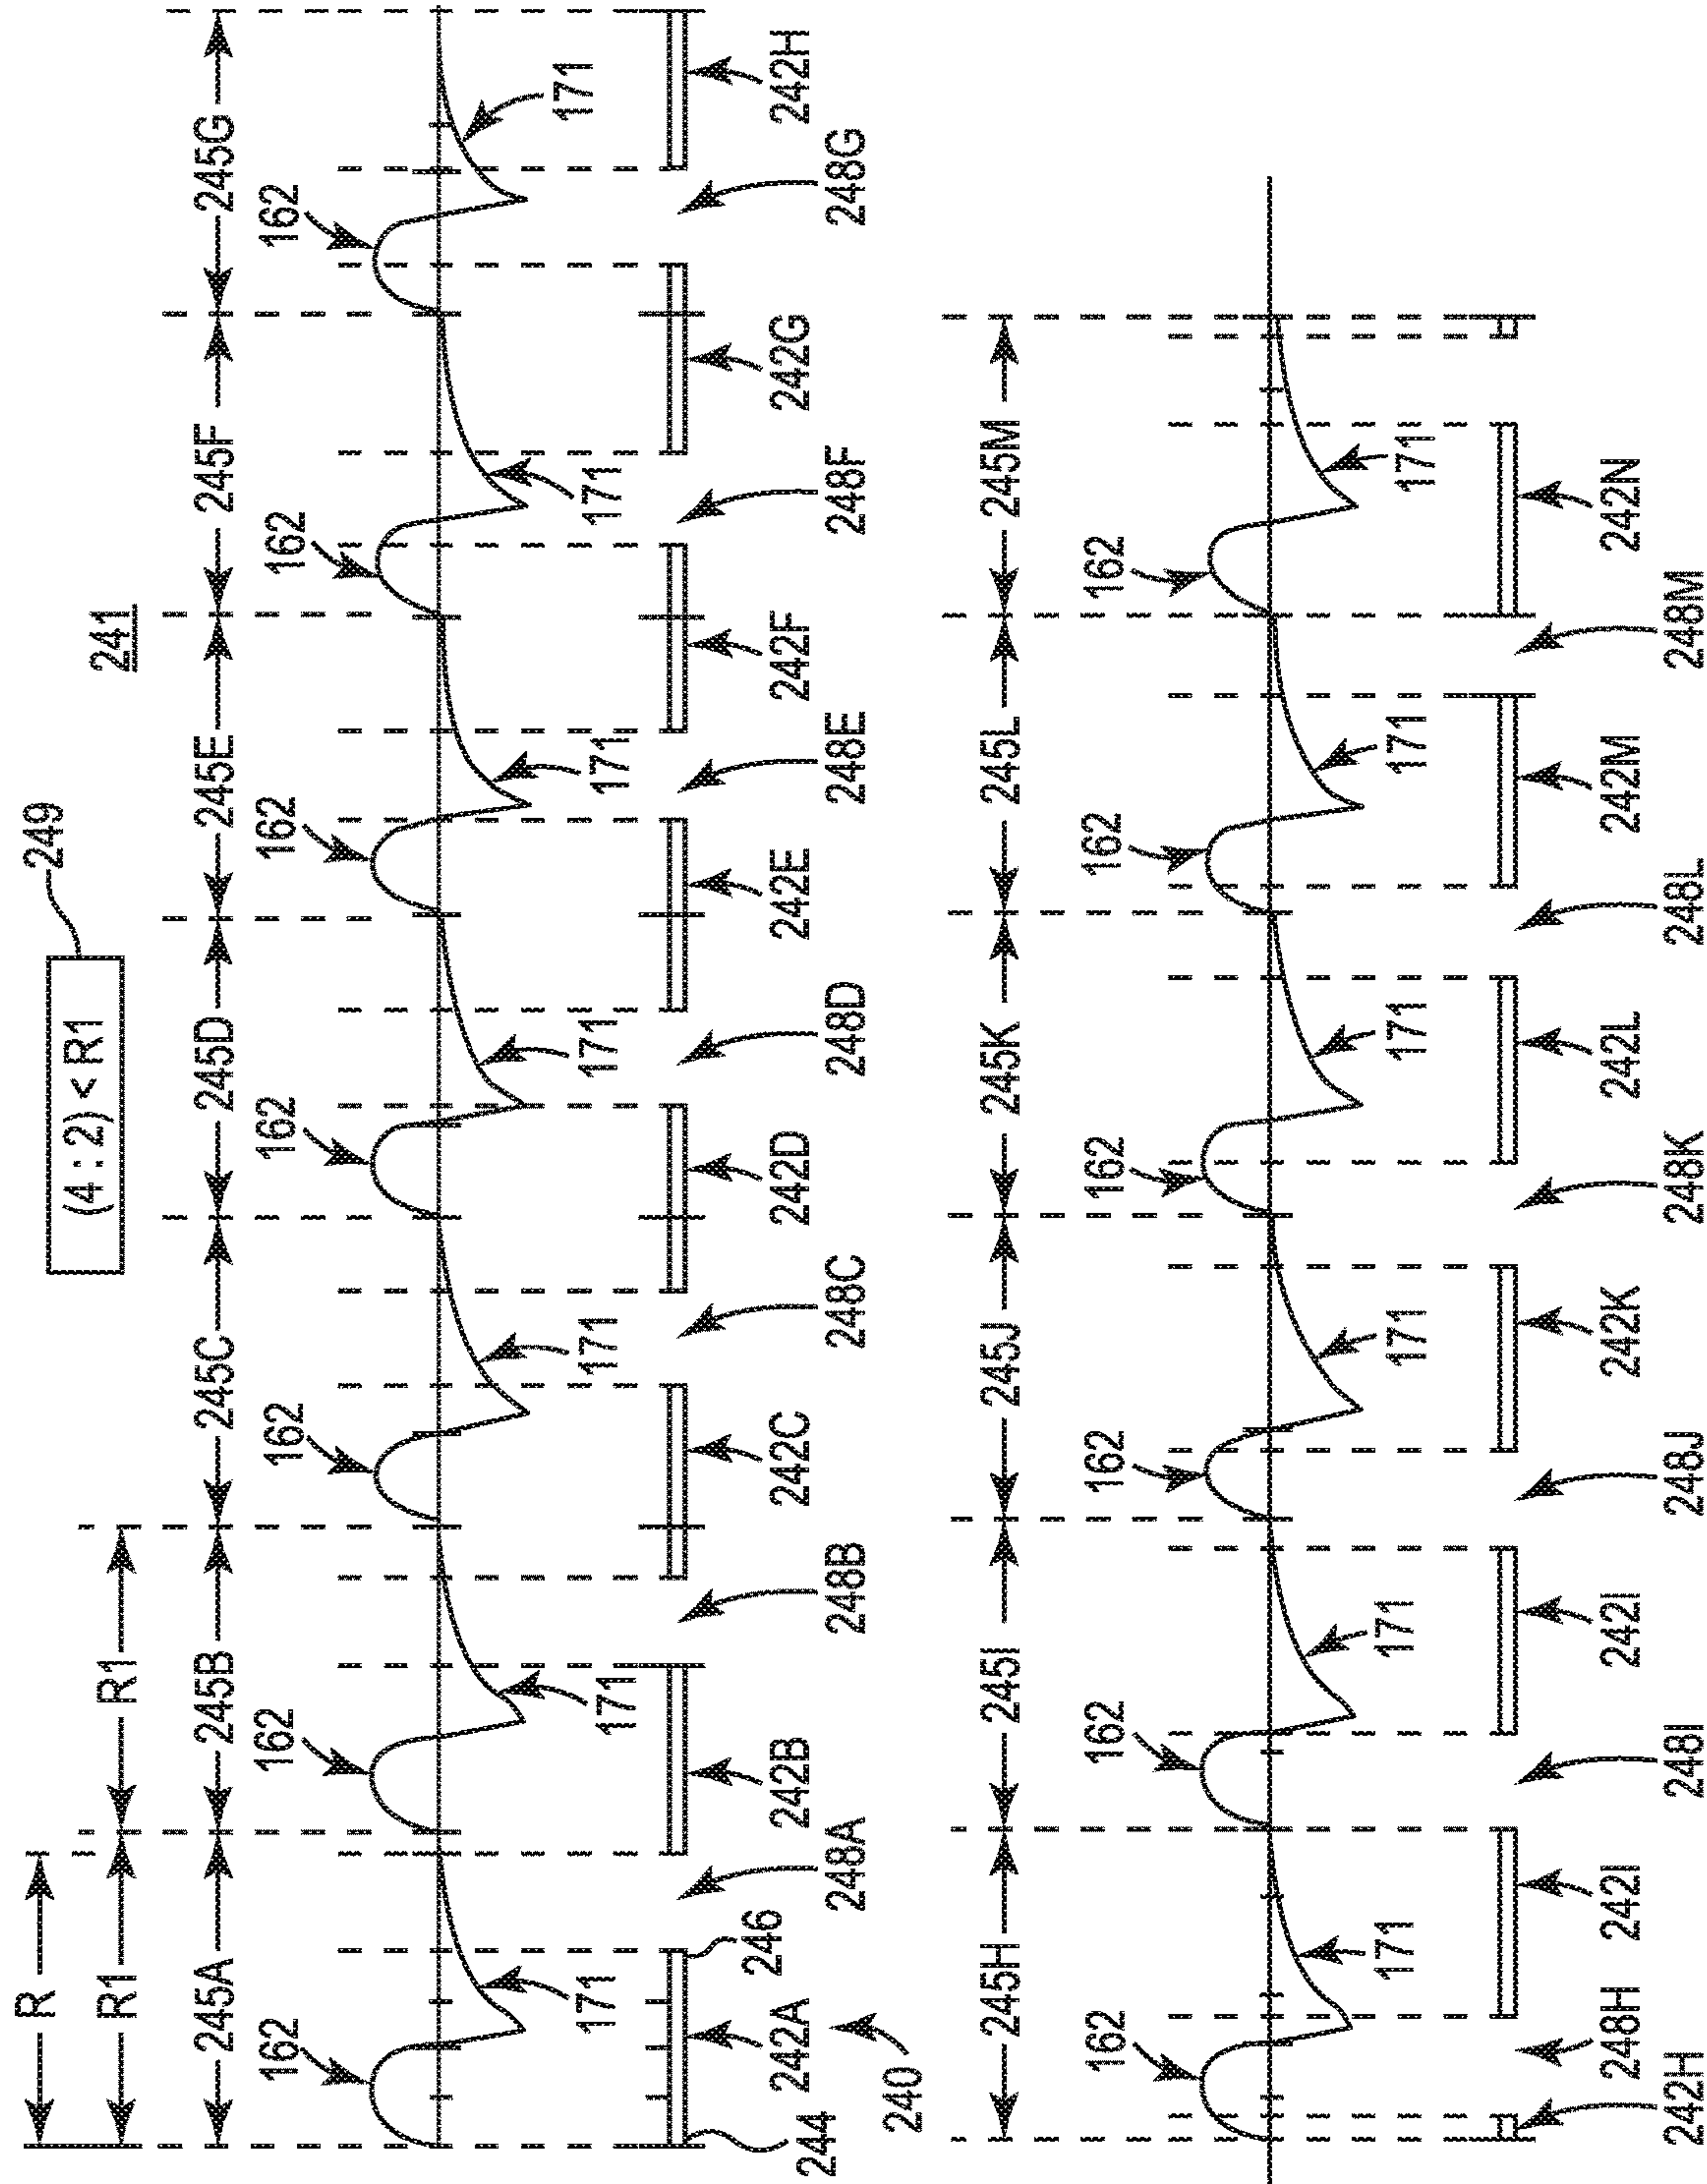 R 249
(4 : 2) < R1
R1 R1 241
245A 245B 245C 245D 245E 245F 245G
162 162 162 162 162 162 162
171 171 171 171 171 171 171
246
244 242A 242B 242C 242D 242E 242F 242G 242H
248A 248B 248C 248D 248E 248F 248G
240
245H 245I 245J 245K 245L 245M
162 162 162 162 162 162
171 171 171 171 171 171
248H 242I 242I 242K 242L 242M 242N
242H 248I 248J 248K 248L 248M